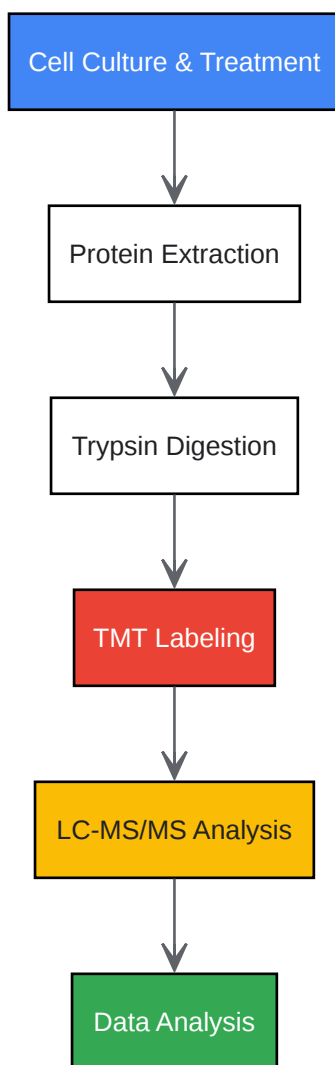 Cell Culture & Treatment
Protein Extraction
Trypsin Digestion
TMT Labeling
LC-MS/MS Analysis
Data Analysis